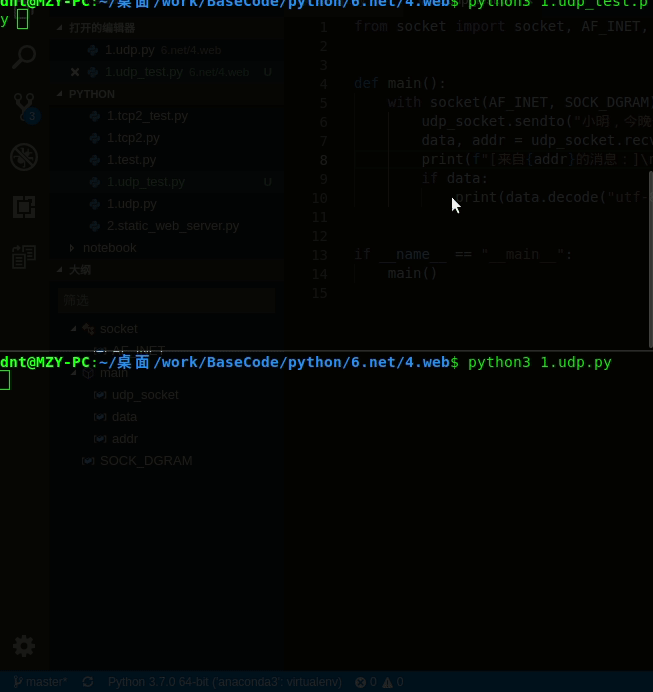 dnt@MZY-PC:~/桌面/work/BaseCode/python/6.net/4.web$ python3 1.udp_test.p
y
打开的编辑器
1.udp.py 6.net/4.web
1.udp_test.py 6.net/4.web U
PYTHON
1.tcp2_test.py
1.tcp2.py
1.test.py
1.udp_test.py U
1.udp.py
2.static_web_server.py
notebook
大纲
筛选
socket
AF_INET
main
udp_socket
data
addr
SOCK_DGRAM
3
1 from socket import socket, AF_INET,
2
3
4 def main():
5 with socket(AF_INET, SOCK_DGRAM)
6 udp_socket.sendto("小明，今晚
7 data, addr = udp_socket.recv
8 print(f"[来自{addr}的消息：]\n
9 if data:
10 print(data.decode("utf-
11
12
13 if __name__ == "__main__":
14 main()
15
dnt@MZY-PC:~/桌面/work/BaseCode/python/6.net/4.web$ python3 1.udp.py
master* Python 3.7.0 64-bit ('anaconda3': virtualenv) 0 0